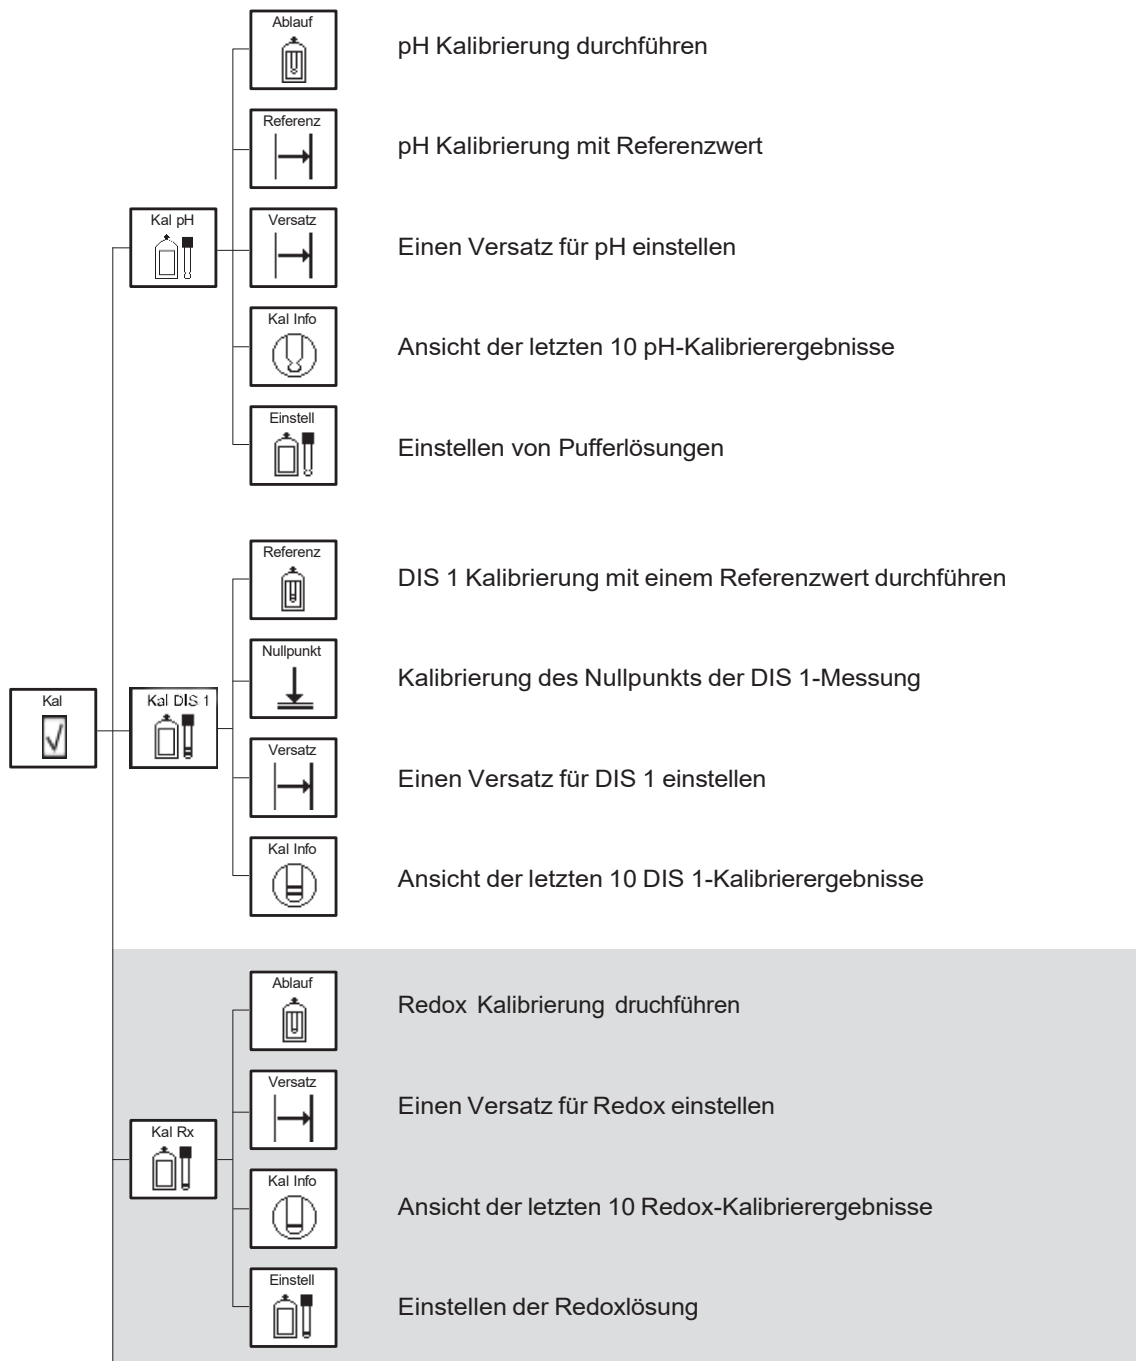 Ablauf
pH Kalibrierung durchführen
Referenz
pH Kalibrierung mit Referenzwert
Kal pH
Versatz
Einen Versatz für pH einstellen
Kal Info
Ansicht der letzten 10 pH-Kalibrierergebnisse
Einstell
Einstellen von Pufferlösungen
Referenz
DIS 1 Kalibrierung mit einem Referenzwert durchführen
Nullpunkt
Kalibrierung des Nullpunkts der DIS 1-Messung
Kal
Kal DIS 1
Versatz
Einen Versatz für DIS 1 einstellen
Kal Info
Ansicht der letzten 10 DIS 1-Kalibrierergebnisse
Ablauf
Redox Kalibrierung druchführen
Versatz
Einen Versatz für Redox einstellen
Kal Rx
Kal Info
Ansicht der letzten 10 Redox-Kalibrierergebnisse
Einstell
Einstellen der Redoxlösung